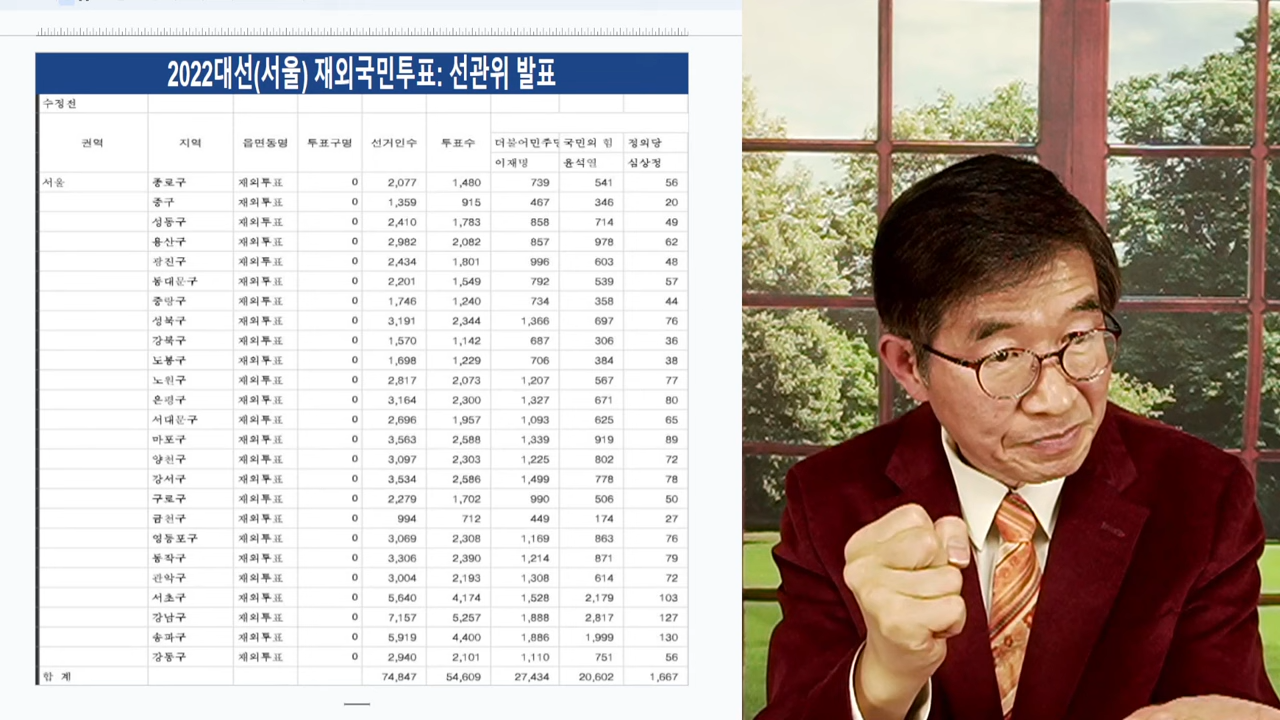 2022대선(서울) 재외국민투표: 선관위 발표
수정전
권역 지역 읍면동명 투표구명 선거인수 투표수 더불어민주당 국민의 힘 정의당
이재명 윤석열 심상정
서울 종로구 재외투표 0 2,077 1,480 739 541 56
중구 재외투표 0 1,359 915 467 346 20
성동구 재외투표 0 2,410 1,783 858 714 49
용산구 재외투표 0 2,982 2,082 857 978 62
광진구 재외투표 0 2,434 1,801 996 603 48
동대문구 재외투표 0 2,201 1,549 792 539 57
중랑구 재외투표 0 1,746 1,240 734 358 44
성북구 재외투표 0 3,191 2,344 1,366 697 76
강북구 재외투표 0 1,570 1,142 687 306 36
도봉구 재외투표 0 1,698 1,229 706 384 38
노원구 재외투표 0 2,817 2,073 1,207 567 77
은평구 재외투표 0 3,164 2,300 1,327 671 80
서대문구 재외투표 0 2,696 1,957 1,093 625 65
마포구 재외투표 0 3,563 2,588 1,339 919 89
양천구 재외투표 0 3,097 2,303 1,225 802 72
강서구 재외투표 0 3,534 2,586 1,499 778 78
구로구 재외투표 0 2,279 1,702 990 506 50
금천구 재외투표 0 994 712 449 174 27
영등포구 재외투표 0 3,069 2,308 1,169 863 76
동작구 재외투표 0 3,306 2,390 1,214 871 79
관악구 재외투표 0 3,004 2,193 1,308 614 72
서초구 재외투표 0 5,640 4,174 1,528 2,179 103
강남구 재외투표 0 7,157 5,257 1,888 2,817 127
송파구 재외투표 0 5,919 4,400 1,886 1,999 130
강동구 재외투표 0 2,940 2,101 1,110 751 56
합 계 74,847 54,609 27,434 20,602 1,667